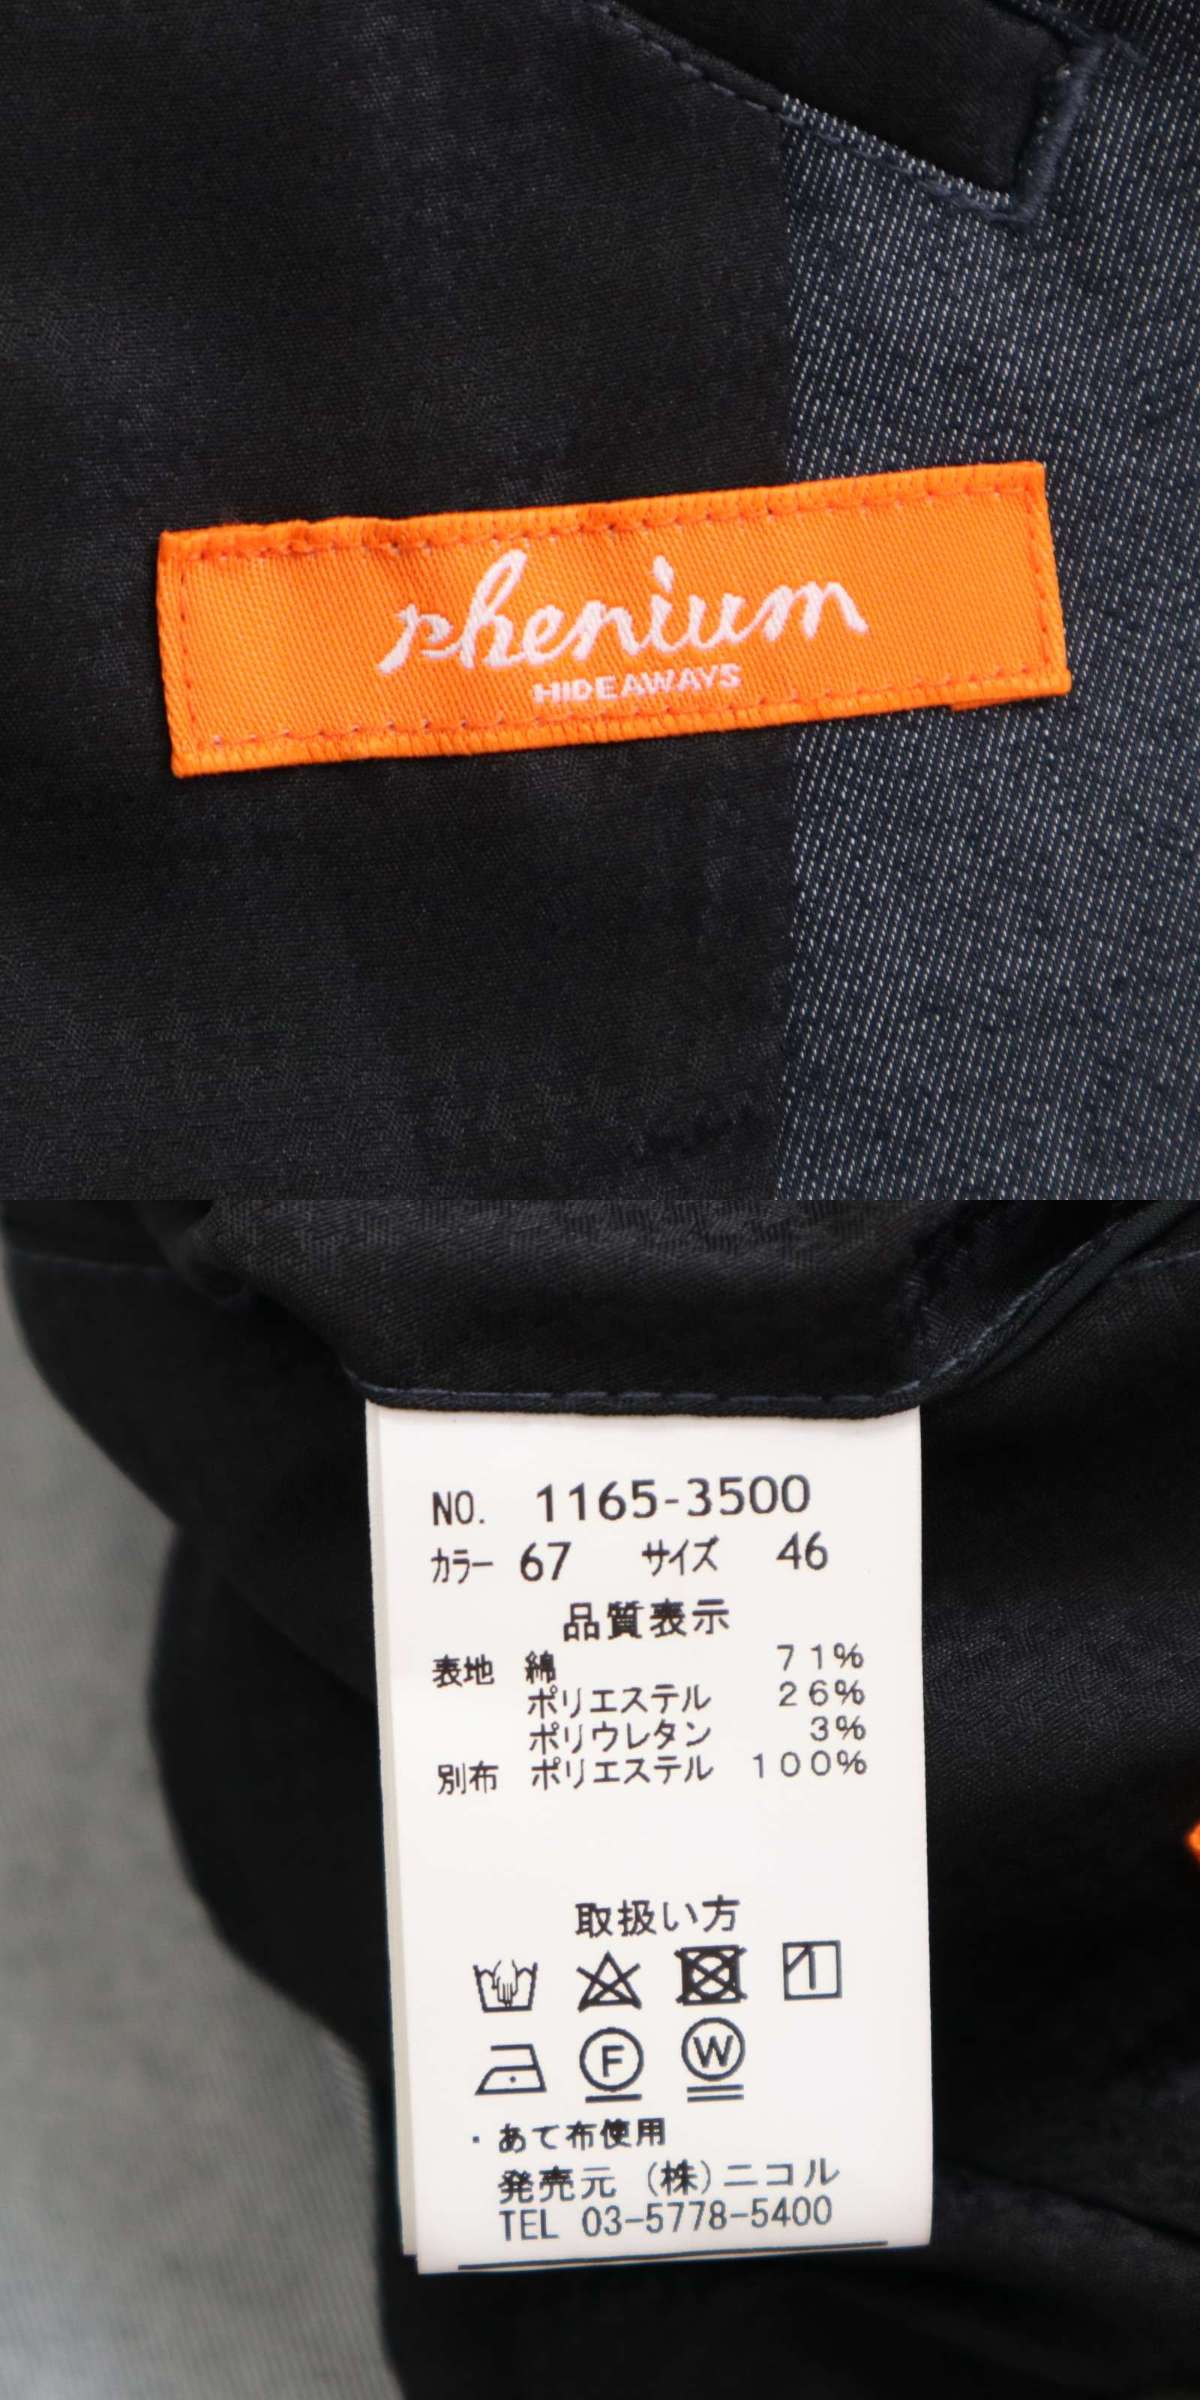 phenium
HIDEAWAYS
NO. 1165-3500
カラー 67 サイズ 46
品質表示
表地 綿 71%
ポリエステル 26%
ポリウレタン 3%
別布 ポリエステル 100%
取扱い方
F W
・あて布使用
発売元 (株)ニコル
TEL 03-5778-5400